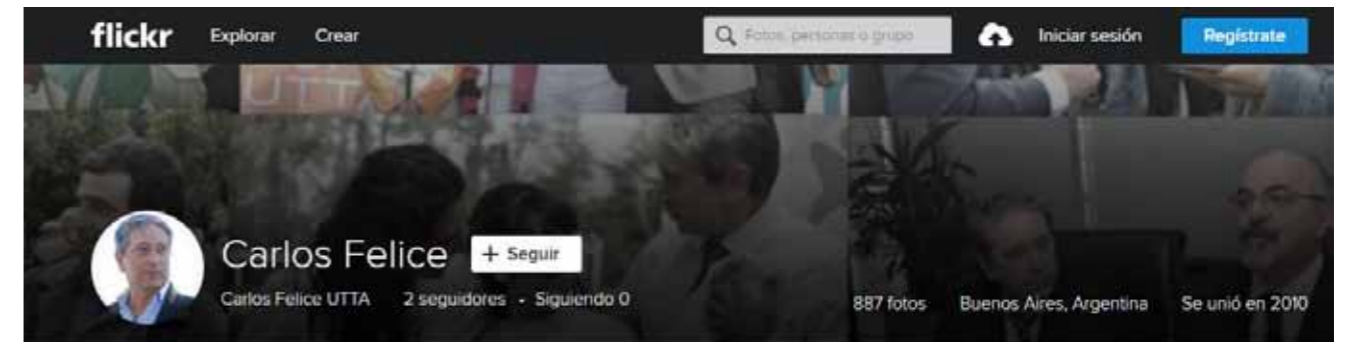 flickr Explorar Crear Fotos, personas o grupo Iniciar sesión Regístrate
UTTA
Carlos Felice + Seguir
Carlos Felice UTTA 2 seguidores - Siguiendo 0 887 fotos Buenos Aires, Argentina Se unió en 2010